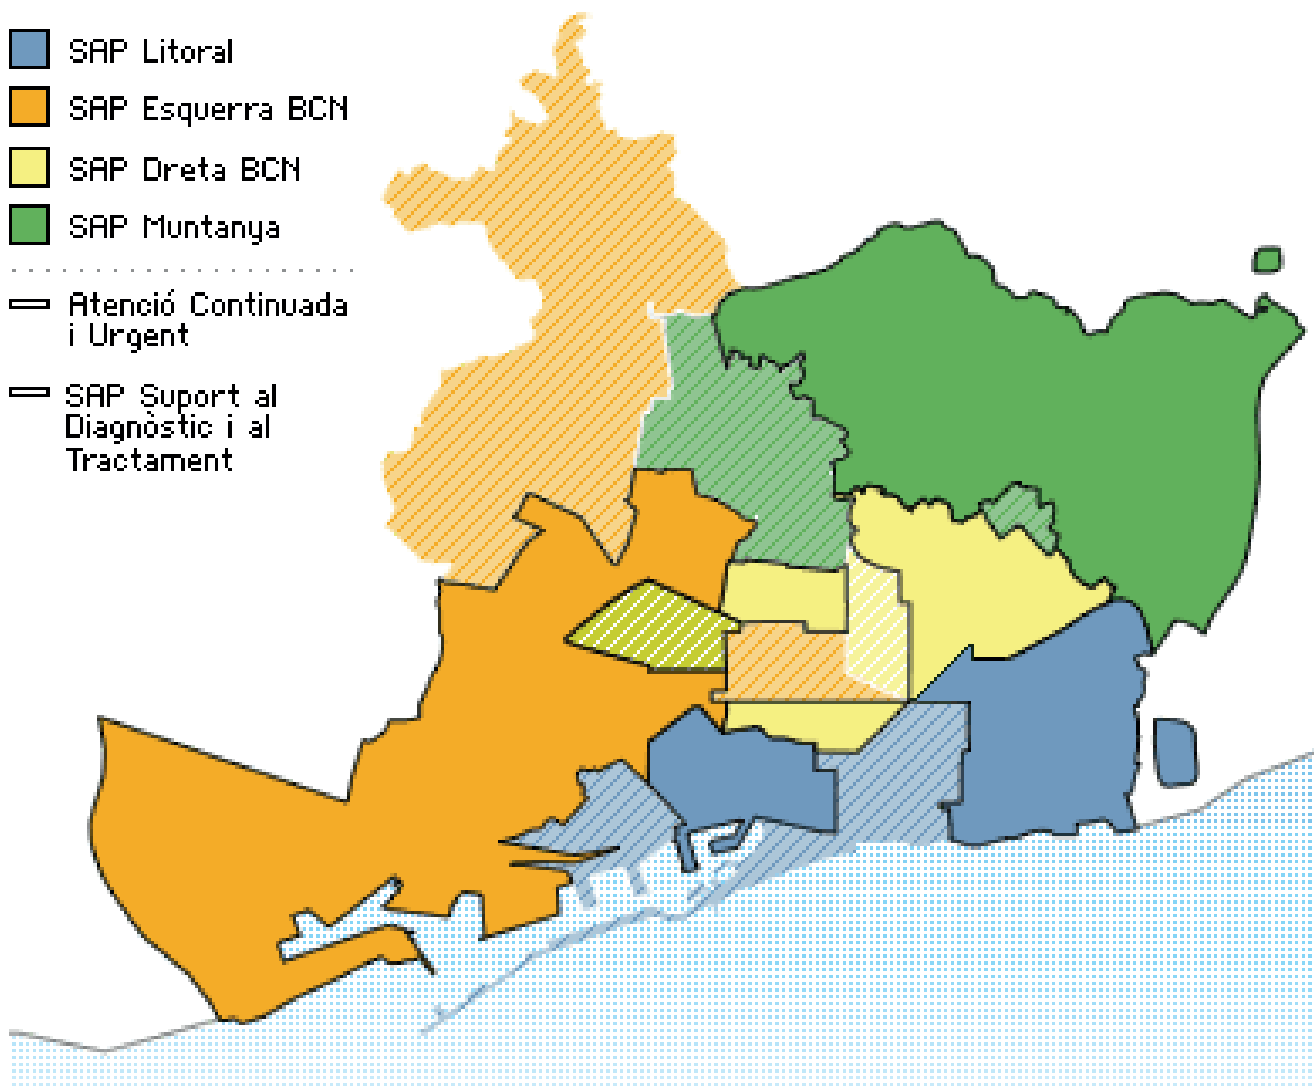 SAP Litoral
SAP Esquerra BCN
SAP Dreta BCN
SAP Muntanya
Atenció Continuada
i Urgent
SAP Suport al
Diagnòstic i al
Tractament